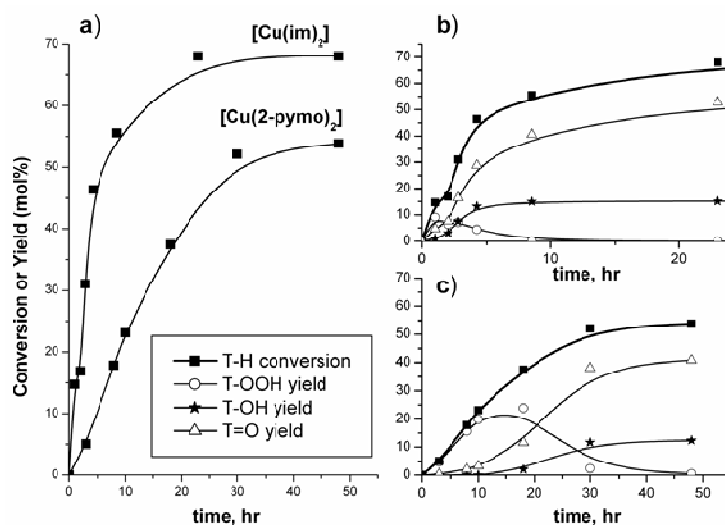 a)
[Cu(im)2]
[Cu(2-pymo)2]
Conversion or Yield (mol%)
70
60
50
40
30
20
10
0
0 10 20 30 40 50
time, hr
T-H conversion
T-OOH yield
T-OH yield
T=O yield
b)
70
60
50
40
30
20
10
0
0 10 20
time, hr
c)
70
60
50
40
30
20
10
0
0 10 20 30 40 50
time, hr